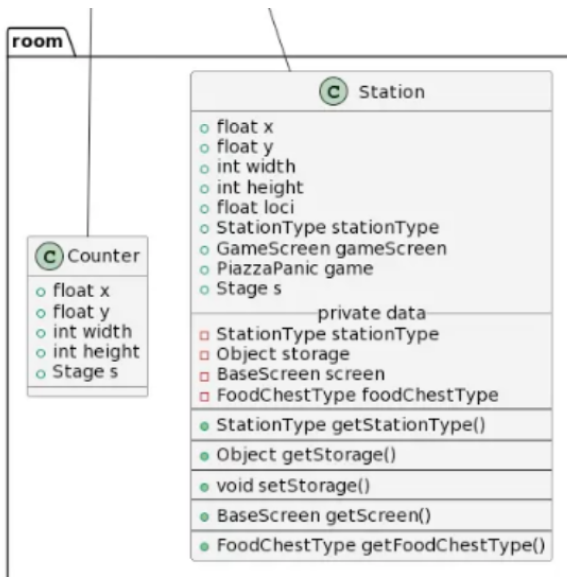 room
C Station
float x
float y
int width
int height
float loci
StationType stationType
GameScreen gameScreen
PiazzaPanic game
Stage s
private data
StationType stationType
Object storage
BaseScreen screen
FoodChestType foodChestType
StationType getStationType()
Object getStorage()
void setStorage()
BaseScreen getScreen()
FoodChestType getFoodChestType()
C Counter
float x
float y
int width
int height
Stage s